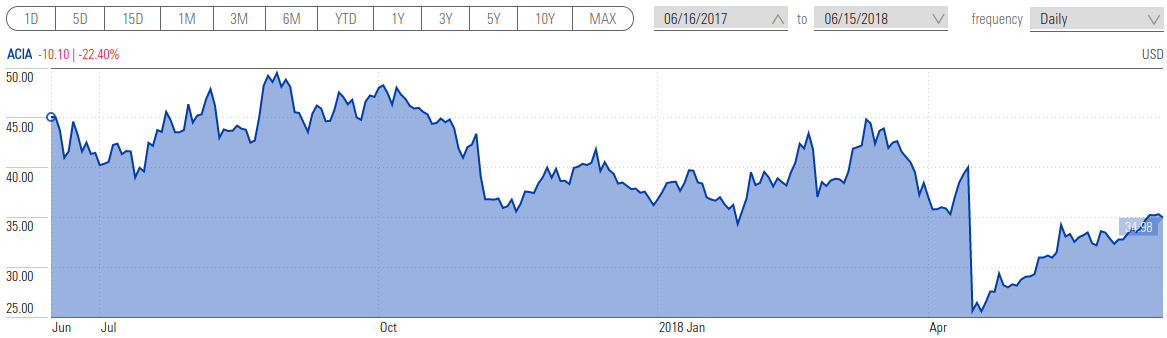 1D 5D 15D 1M 3M 6M YTD 1Y 3Y 5Y 10Y MAX 06/16/2017 to 06/15/2018 frequency Daily
ACIA -10.10 | -22.40% USD
50.00
45.00
40.00
35.00
34.98
30.00
25.00
Jun Jul Oct 2018 Jan Apr